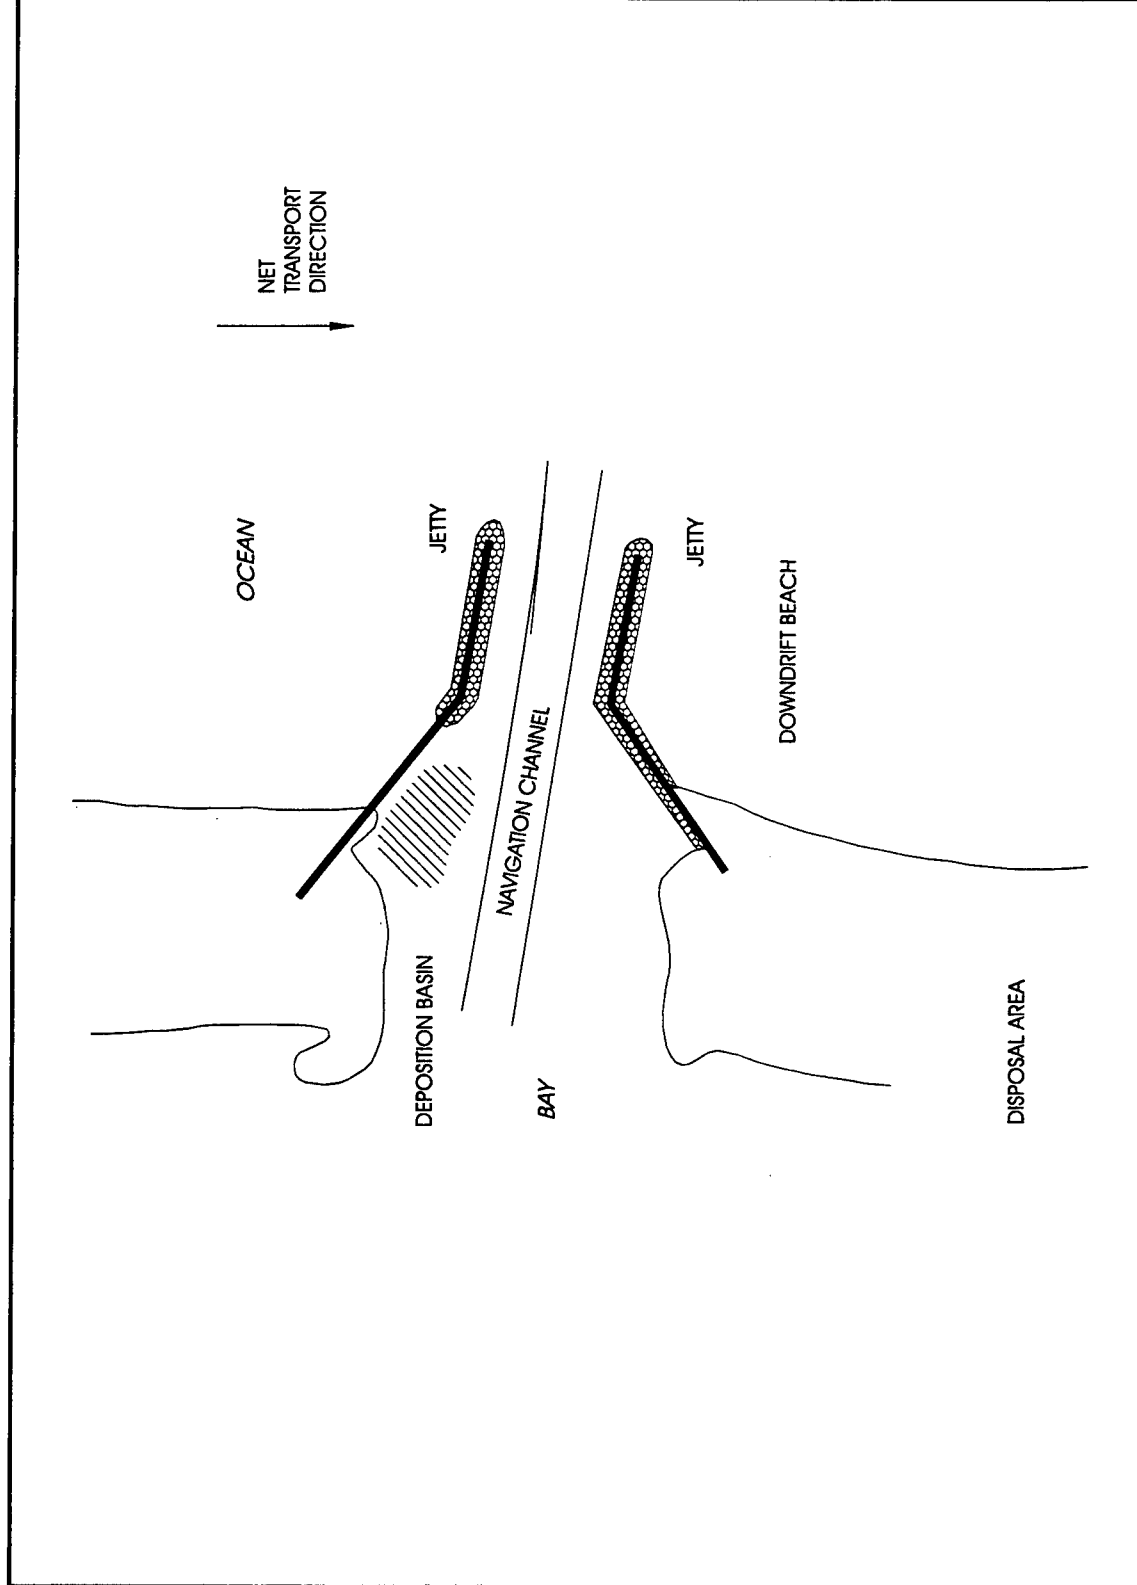 NET
TRANSPORT
DIRECTION
OCEAN
JETTY
JETTY
DOWNDRIFT BEACH
NAVIGATION CHANNEL
DEPOSITION BASIN
BAY
DISPOSAL AREA